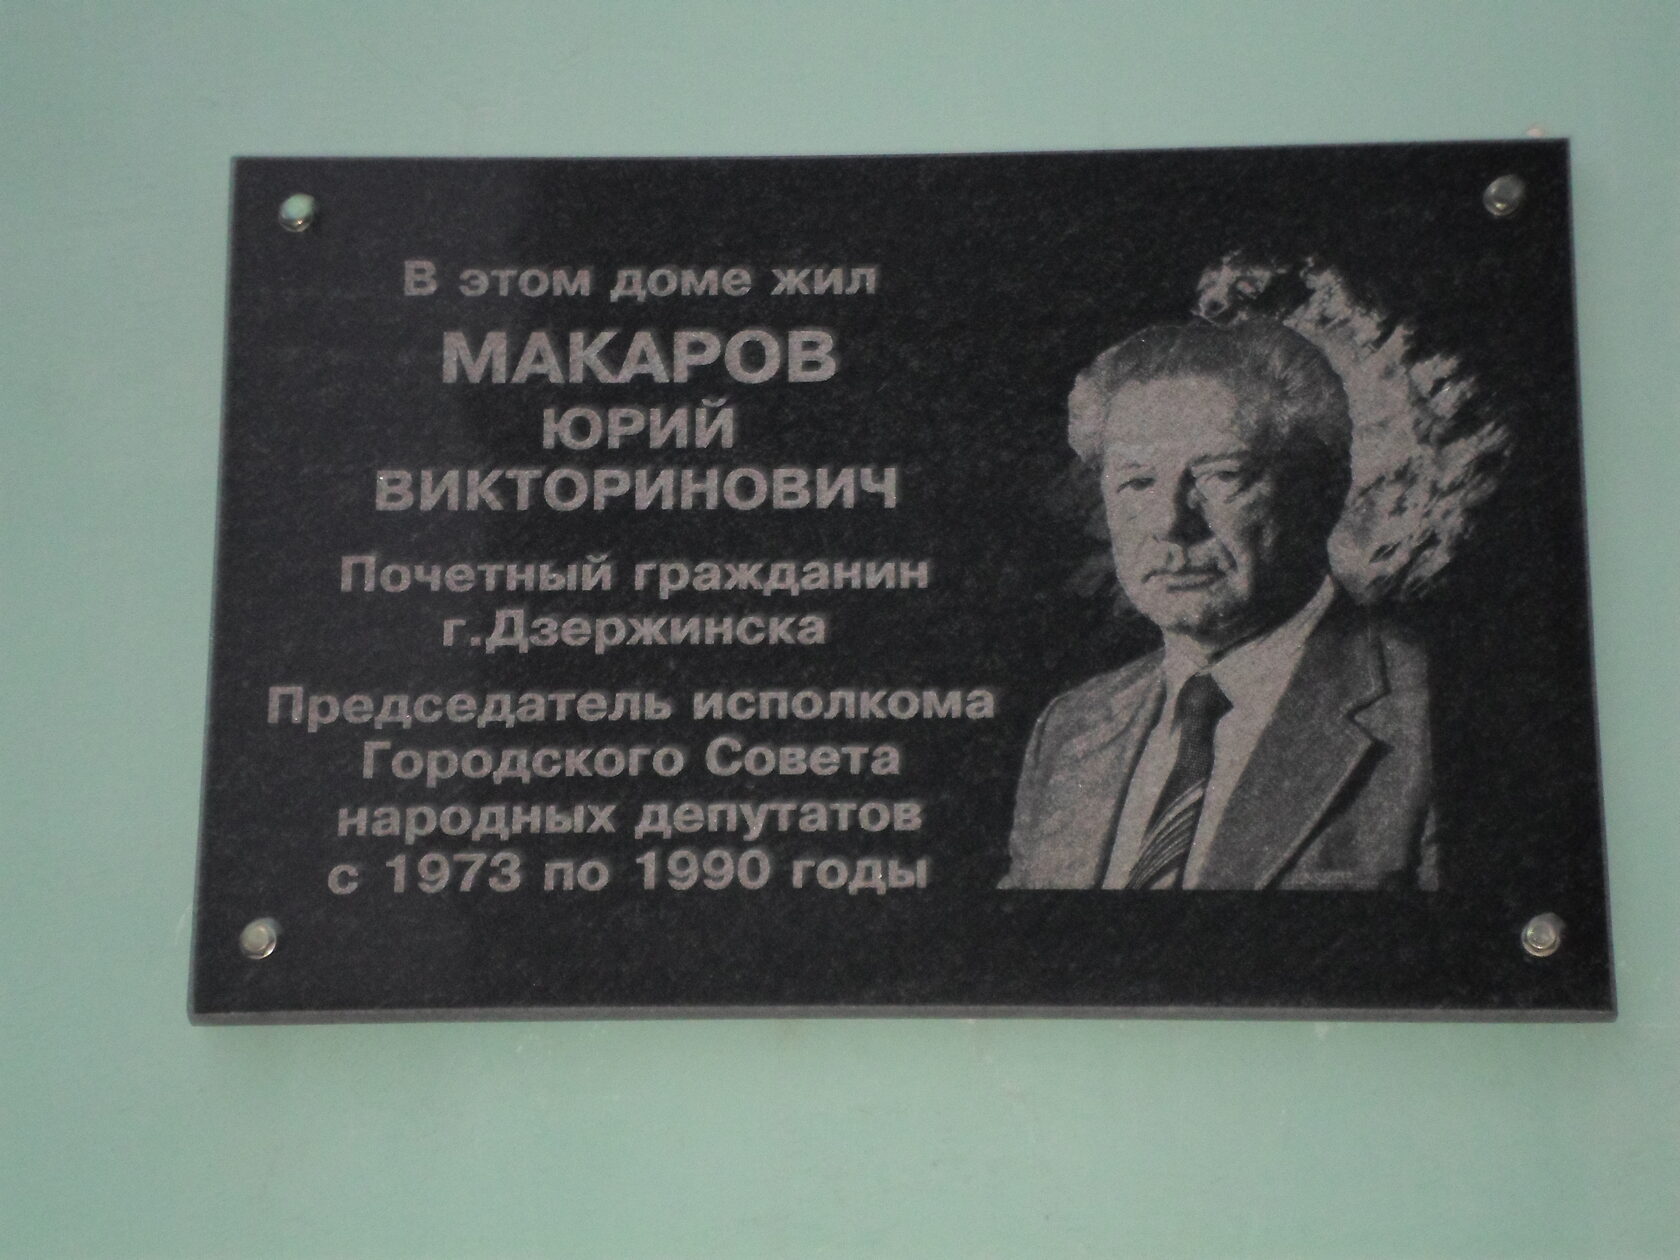 В этом доме жил
МАКАРОВ
ЮРИЙ
ВИКТОРИНОВИЧ
Почетный гражданин
г.Дзержинска
Председатель исполкома
Городского Совета
народных депутатов
с 1973 по 1990 годы